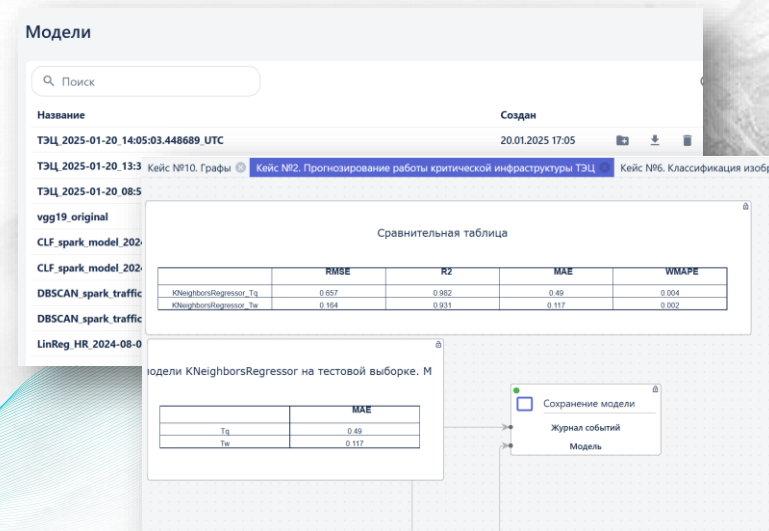 Модели
Поиск
Название Создан
ТЭЦ_2025-01-20_14:05:03.448689_UTC 20.01.2025 17:05
ТЭЦ_2025-01-20_13:3
ТЭЦ_2025-01-20_08:5
vgg19_original
CLF_spark_model_202
CLF_spark_model_202
DBSCAN_spark_traffic
DBSCAN_spark_traffic
LinReg_HR_2024-08-0
Кейс №10. Графы Кейс №2. Прогнозирование работы критической инфраструктуры ТЭЦ Кейс №6. Классификация изобр
Сравнительная таблица
RMSE R2 MAE WMAPE
KNeighborsRegressor_Tq 0.657 0.982 0.49 0.004
KNeighborsRegressor_Tw 0.164 0.931 0.117 0.002
одели KNeighborsRegressor на тестовой выборке. М
MAE
Tq 0.49
Tw 0.117
Сохранение модели
Журнал событий
Модель